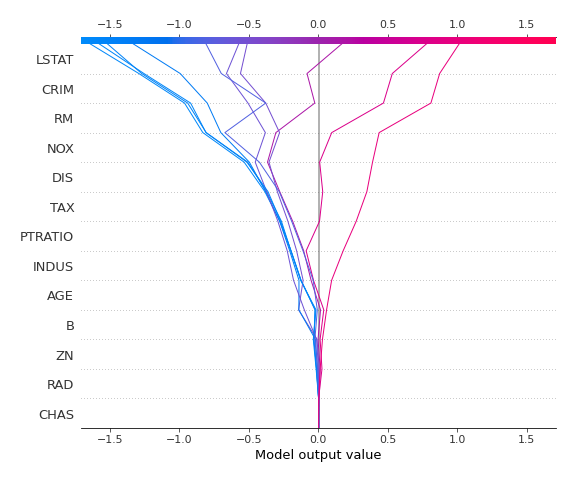 −1.5 −1.0 −0.5 0.0 0.5 1.0 1.5
LSTAT
CRIM
RM
NOX
DIS
TAX
PTRATIO
INDUS
AGE
B
ZN
RAD
CHAS
−1.5 −1.0 −0.5 0.0 0.5 1.0 1.5
Model output value